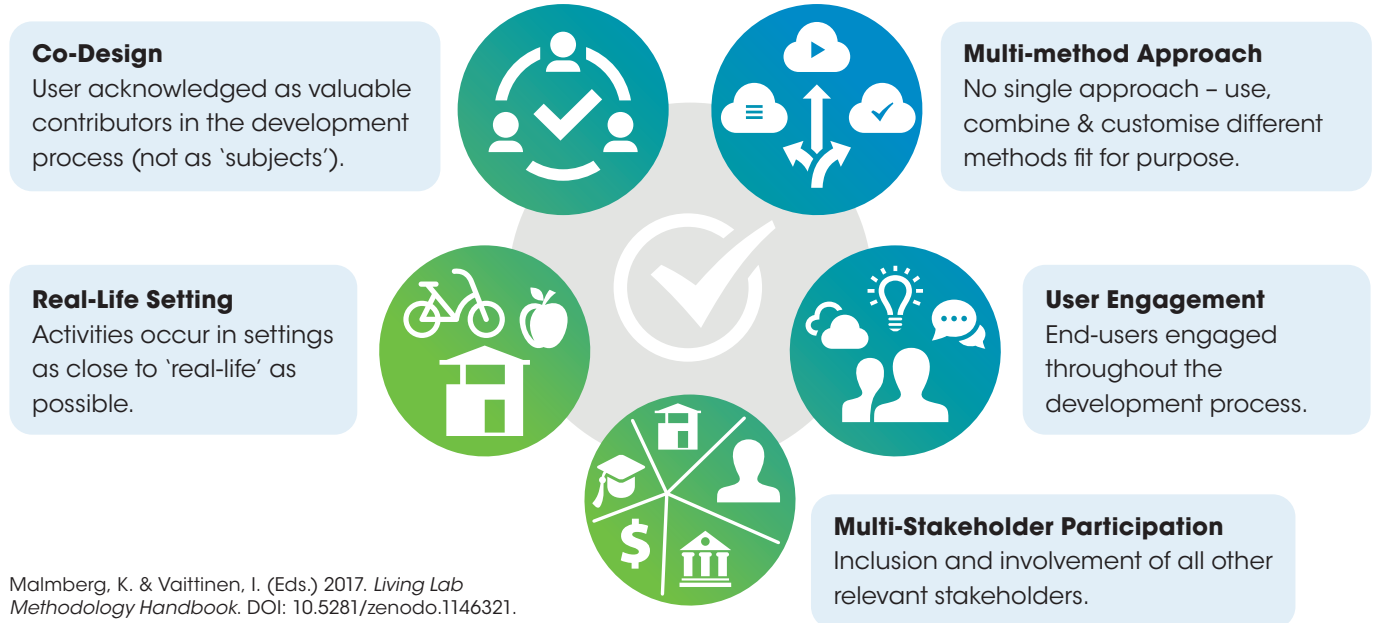 Co-Design
User acknowledged as valuable
contributors in the development
process (not as ‘subjects’).
Multi-method Approach
No single approach – use,
combine & customise different
methods fit for purpose.
Real-Life Setting
Activities occur in settings
as close to ‘real-life’ as
possible.
User Engagement
End-users engaged
throughout the
development process.
$
Multi-Stakeholder Participation
Inclusion and involvement of all other
relevant stakeholders.
Malmberg, K. & Vaittinen, I. (Eds.) 2017. Living Lab
Methodology Handbook. DOI: 10.5281/zenodo.1146321.